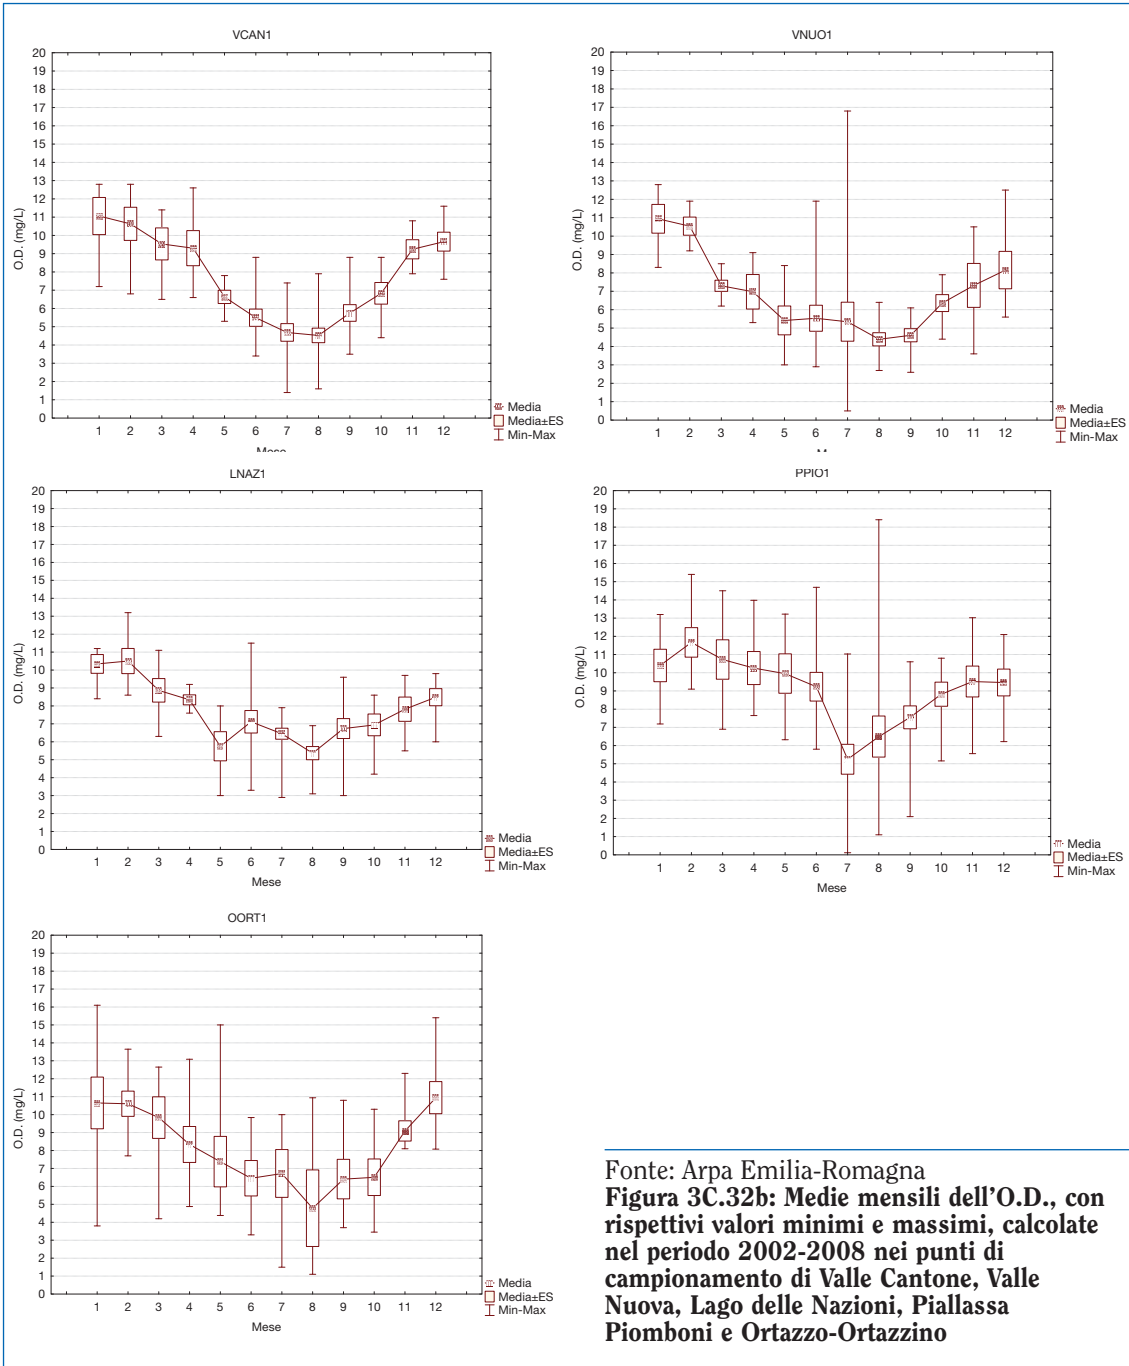 VCAN1
20
19
18
17
16
15
14
13
12
11
10
9
8
7
6
5
4
3
2
1
0
O.D. (mg/L)
1 2 3 4 5 6 7 8 9 10 11 12
Mese
Media
Media±ES
Min-Max
VNUO1
20
19
18
17
16
15
14
13
12
11
10
9
8
7
6
5
4
3
2
1
0
O.D. (mg/L)
1 2 3 4 5 6 7 8 9 10 11 12
Media
Media±ES
Min-Max
LNAZ1
20
19
18
17
16
15
14
13
12
11
10
9
8
7
6
5
4
3
2
1
0
O.D. (mg/L)
1 2 3 4 5 6 7 8 9 10 11 12
Mese
Media
Media±ES
Min-Max
PPIO1
20
19
18
17
16
15
14
13
12
11
10
9
8
7
6
5
4
3
2
1
0
O.D. (mg/L)
1 2 3 4 5 6 7 8 9 10 11 12
Mese
Media
Media±ES
Min-Max
OORT1
20
19
18
17
16
15
14
13
12
11
10
9
8
7
6
5
4
3
2
1
0
O.D. (mg/L)
1 2 3 4 5 6 7 8 9 10 11 12
Media
Media±ES
Min-Max
Fonte: Arpa Emilia-Romagna
Figura 3C.32b: Medie mensili dell’O.D., con
rispettivi valori minimi e massimi, calcolate
nel periodo 2002-2008 nei punti di
campionamento di Valle Cantone, Valle
Nuova, Lago delle Nazioni, Piallassa
Piomboni e Ortazzo-Ortazzino